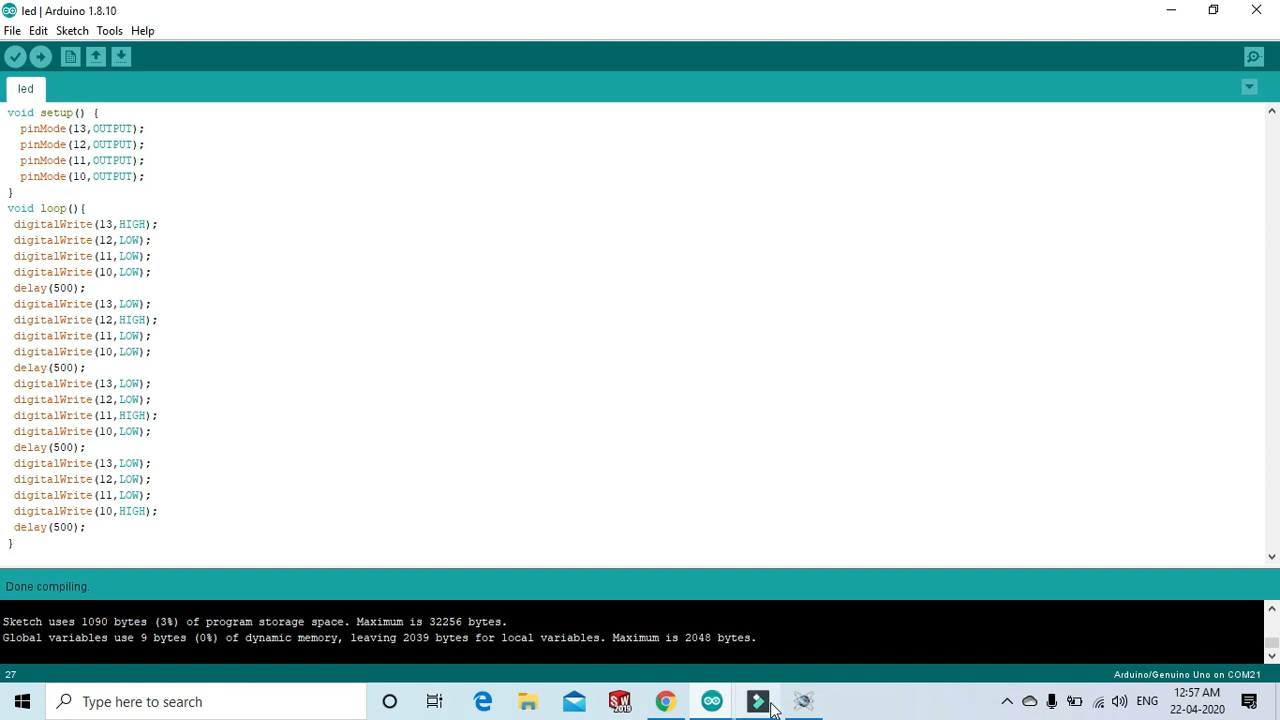 led | Arduino 1.8.10
File Edit Sketch Tools Help
led
void setup() {
  pinMode(13,OUTPUT);
  pinMode(12,OUTPUT);
  pinMode(11,OUTPUT);
  pinMode(10,OUTPUT);
}
void loop(){
 digitalWrite(13,HIGH);
 digitalWrite(12,LOW);
 digitalWrite(11,LOW);
 digitalWrite(10,LOW);
 delay(500);
 digitalWrite(13,LOW);
 digitalWrite(12,HIGH);
 digitalWrite(11,LOW);
 digitalWrite(10,LOW);
 delay(500);
 digitalWrite(13,LOW);
 digitalWrite(12,LOW);
 digitalWrite(11,HIGH);
 digitalWrite(10,LOW);
 delay(500);
 digitalWrite(13,LOW);
 digitalWrite(12,LOW);
 digitalWrite(11,LOW);
 digitalWrite(10,HIGH);
 delay(500);
}
Done compiling.
Sketch uses 1090 bytes (3%) of program storage space. Maximum is 32256 bytes.
Global variables use 9 bytes (0%) of dynamic memory, leaving 2039 bytes for local variables. Maximum is 2048 bytes.
27 Arduino/Genuino Uno on COM21
Type here to search
SW
2015
ENG
12:57 AM
22-04-2020